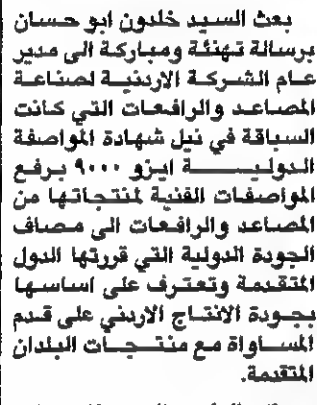 بعث السيد خلدون ابو حسان
برسالة تهنئة ومباركة الى مدير
عام الشركة الاردنية لصناعة
المصاعد والرافعات التي كانت
السباقة في نيل شهادة المواصفة
الدولية ايزو ٩٠٠٠ برفع
المواصفات الفنية لمنتجاتها من
المصاعد والرافعات الى مصاف
الجودة الدولية التي قررتها الدول
المتقدمة وتعترف على اساسها
بجودة الانتاج الاردني على قدم
المساواة مع منتجات البلدان
المتقدمة.